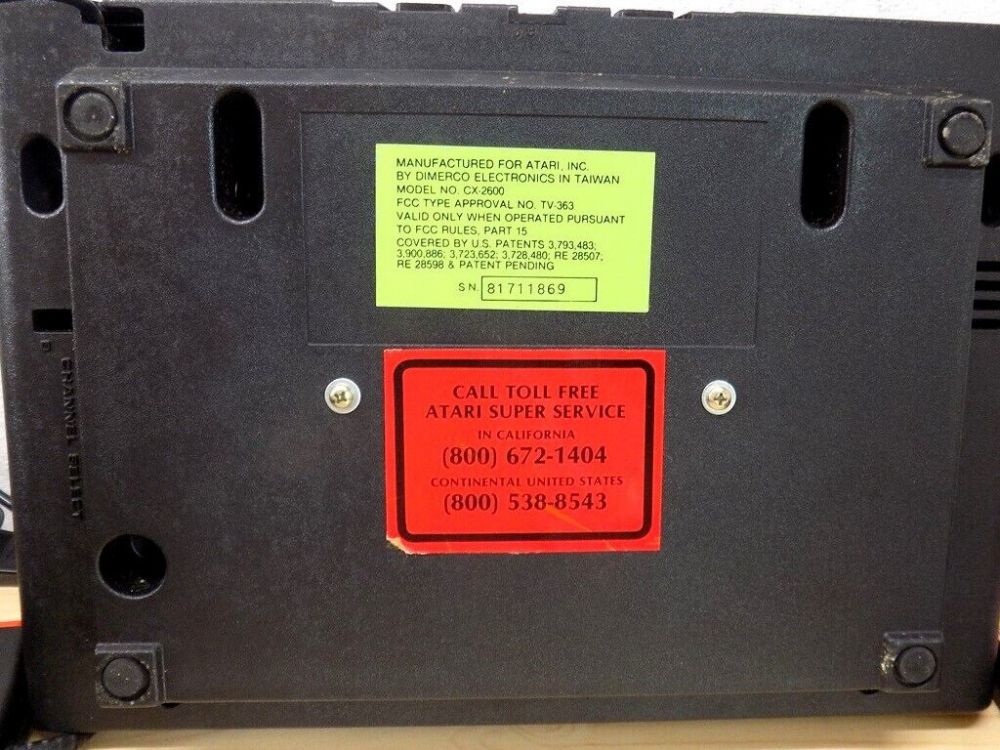 MANUFACTURED FOR ATARI, INC.
BY DIMERCO ELECTRONICS IN TAIWAN
MODEL NO. CX-2600
FCC TYPE APPROVAL NO. TV-363
VALID ONLY WHEN OPERATED PURSUANT
TO FCC RULES, PART 15
COVERED BY U.S. PATENTS 3,793,483;
3,900,886; 3,723,652; 3,728,480; RE 28507;
RE 28598 & PATENT PENDING
S N. 81711869
CALL TOLL FREE
ATARI SUPER SERVICE
IN CALIFORNIA
(800) 672-1404
CONTINENTAL UNITED STATES
(800) 538-8543
B
CHANNEL SELECT